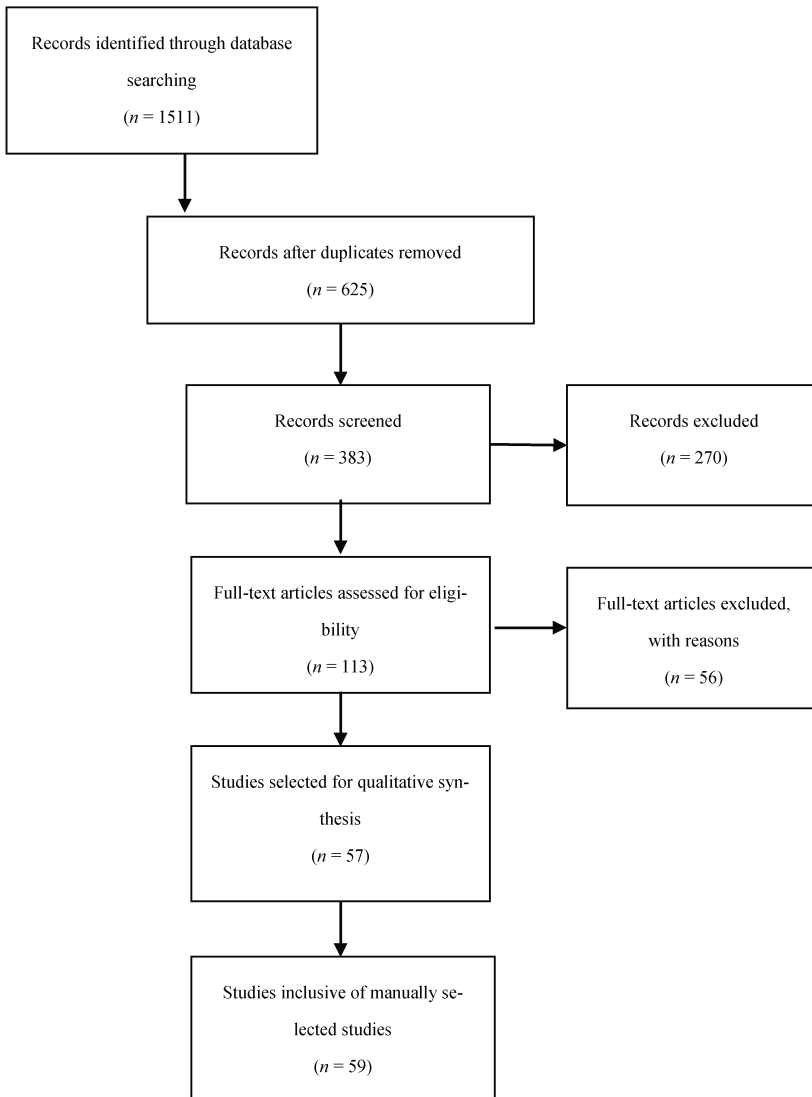 Records identified through database
searching
(n = 1511)
Records after duplicates removed
(n = 625)
Records screened
(n = 383)
Records excluded
(n = 270)
Full-text articles assessed for eligi-
bility
(n = 113)
Full-text articles excluded,
with reasons
(n = 56)
Studies selected for qualitative syn-
thesis
(n = 57)
Studies inclusive of manually se-
lected studies
(n = 59)